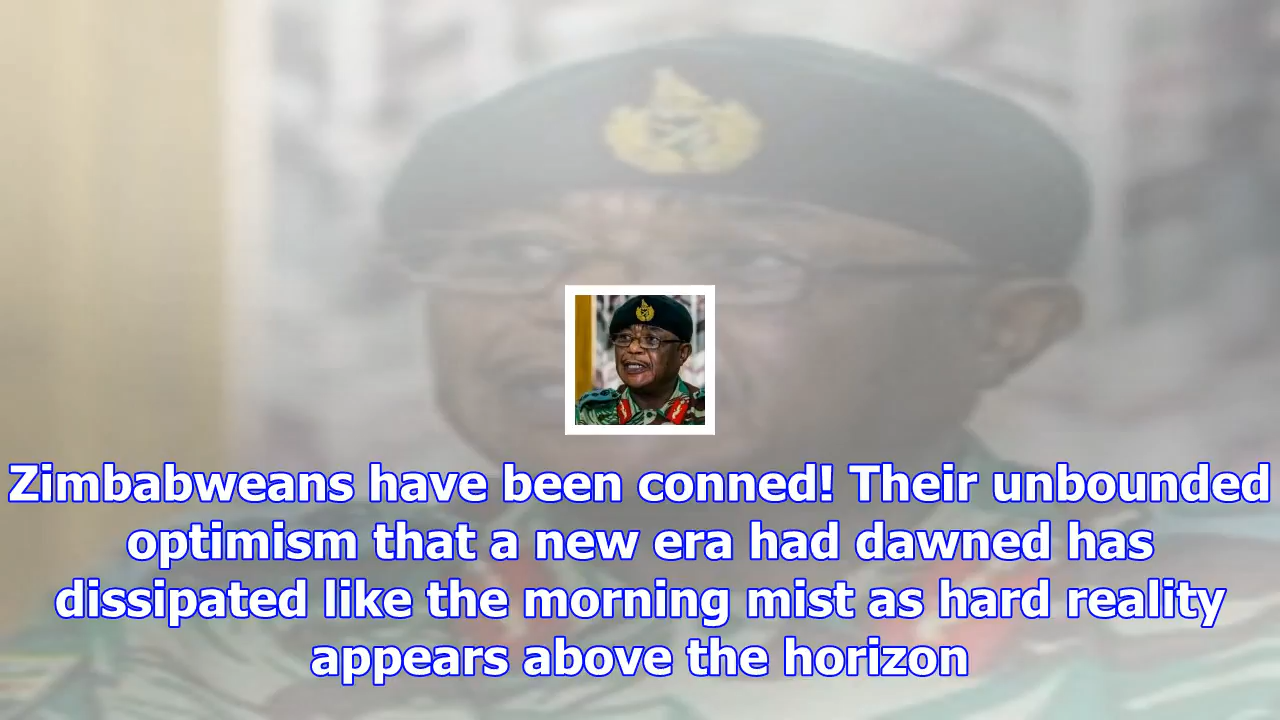 Zimbabweans have been conned! Their unbounded
optimism that a new era had dawned has
dissipated like the morning mist as hard reality
appears above the horizon